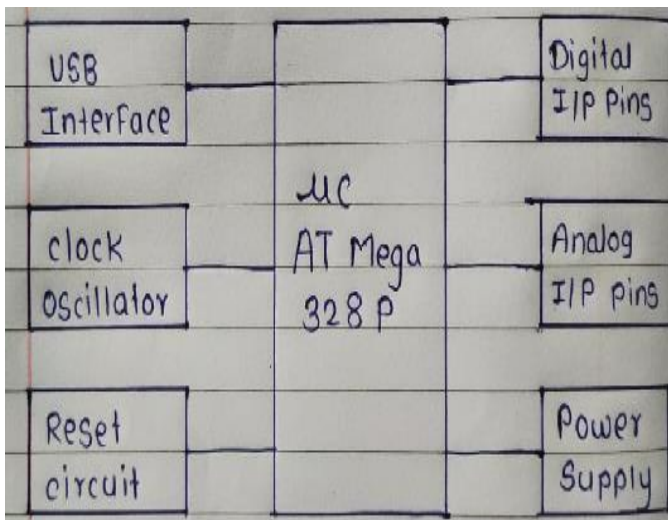 USB
Interface
clock
Oscillator
Reset
circuit
µC
AT Mega
328 P
Digital
I/P Pins
Analog
I/P pins
Power
Supply